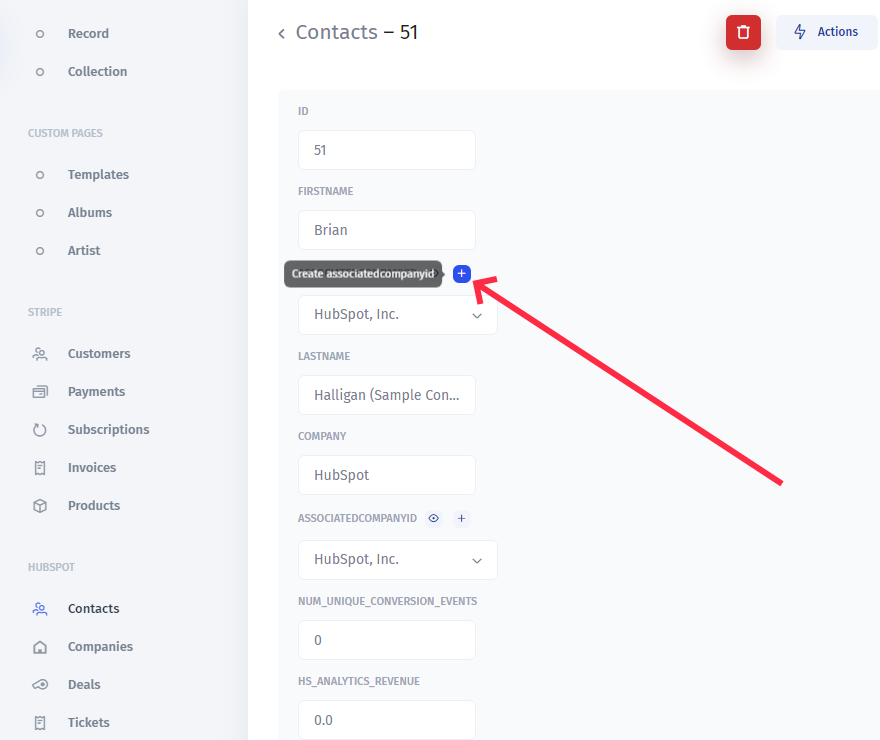 Record
Collection
CUSTOM PAGES
Templates
Albums
Artist
STRIPE
Customers
Payments
Subscriptions
Invoices
Products
HUBSPOT
Contacts
Companies
Deals
Tickets
Contacts – 51
Actions
ID
51
FIRSTNAME
Brian
Create associatedcompanyid
HubSpot, Inc.
LASTNAME
Halligan (Sample Con...
COMPANY
HubSpot
ASSOCIATEDCOMPANYID
HubSpot, Inc.
NUM_UNIQUE_CONVERSION_EVENTS
0
HS_ANALYTICS_REVENUE
0.0